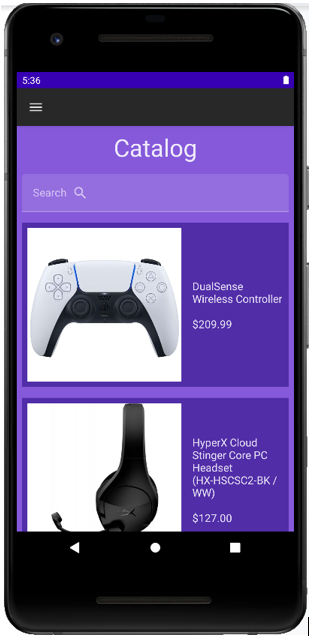 5:36
Catalog
Search
DualSense
Wireless Controller
$209.99
HyperX Cloud
Stinger Core PC
Headset
(HX-HSCSC2-BK /
WW)
$127.00